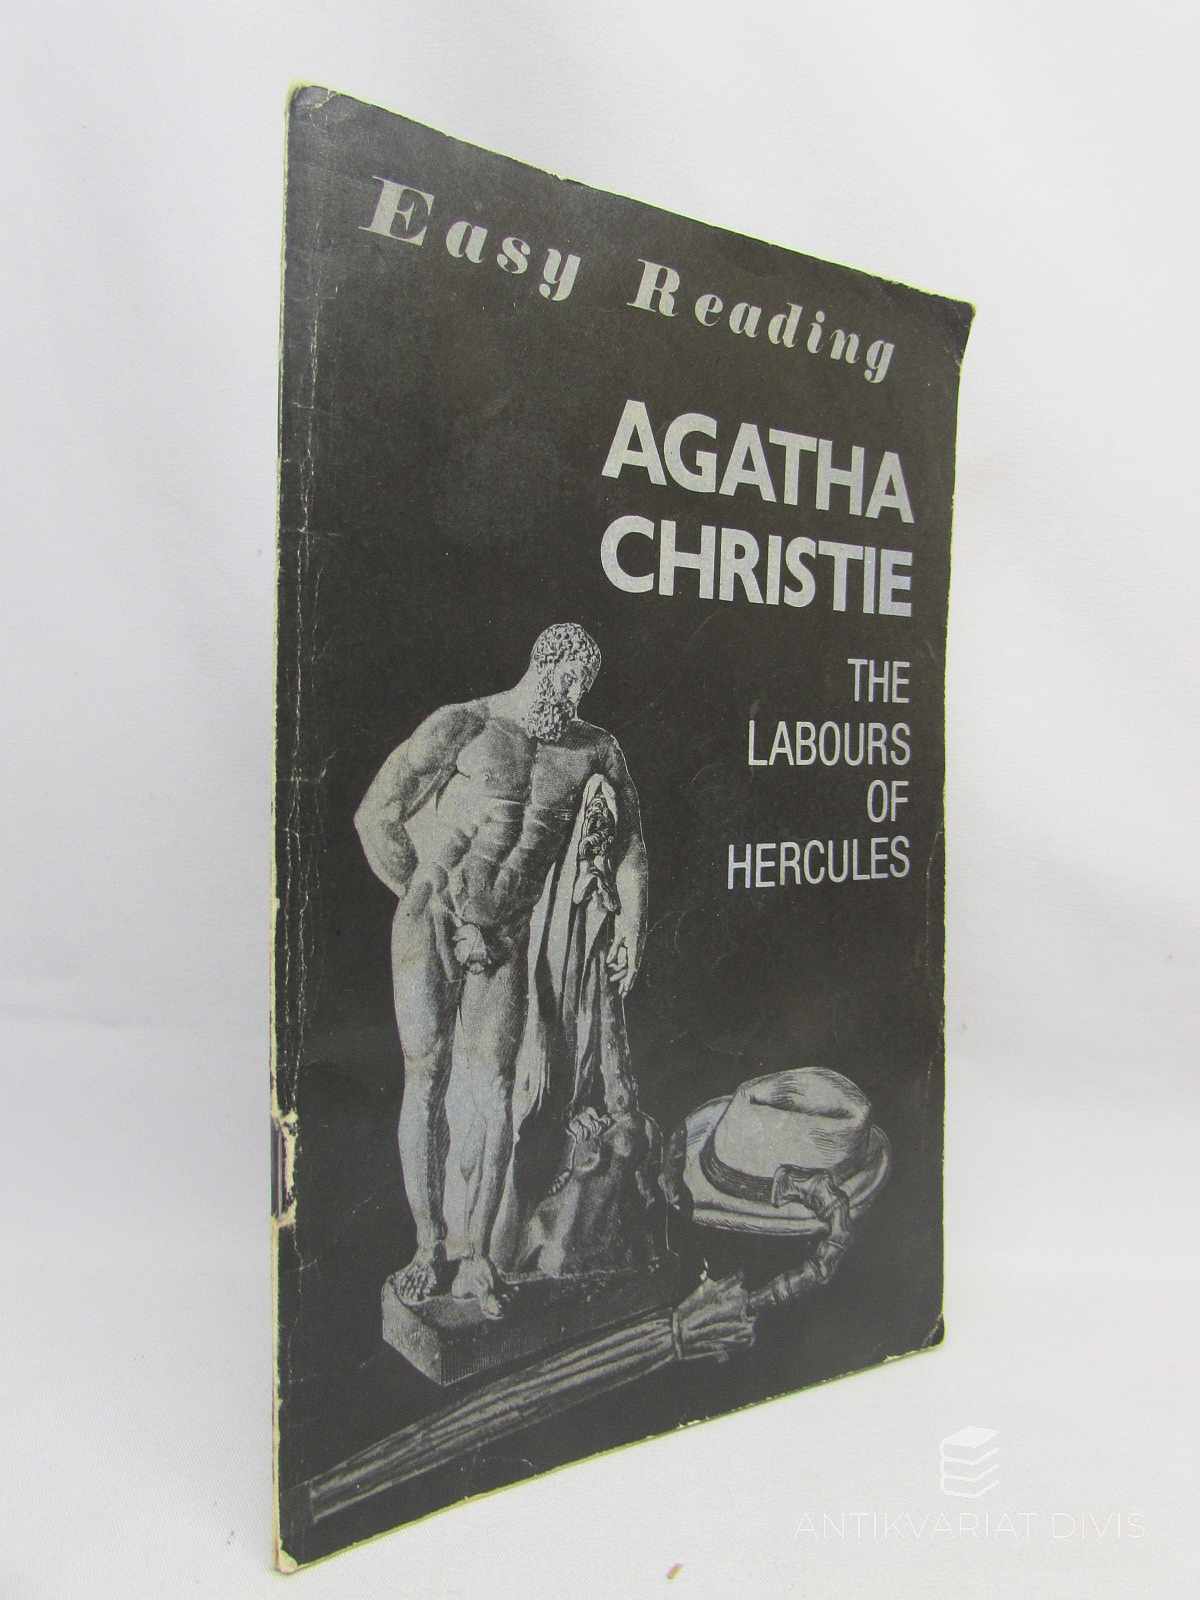 Easy Reading
AGATHA
CHRISTIE
THE
LABOURS
OF
HERCULES
ANTIKVARIAT DIVIS